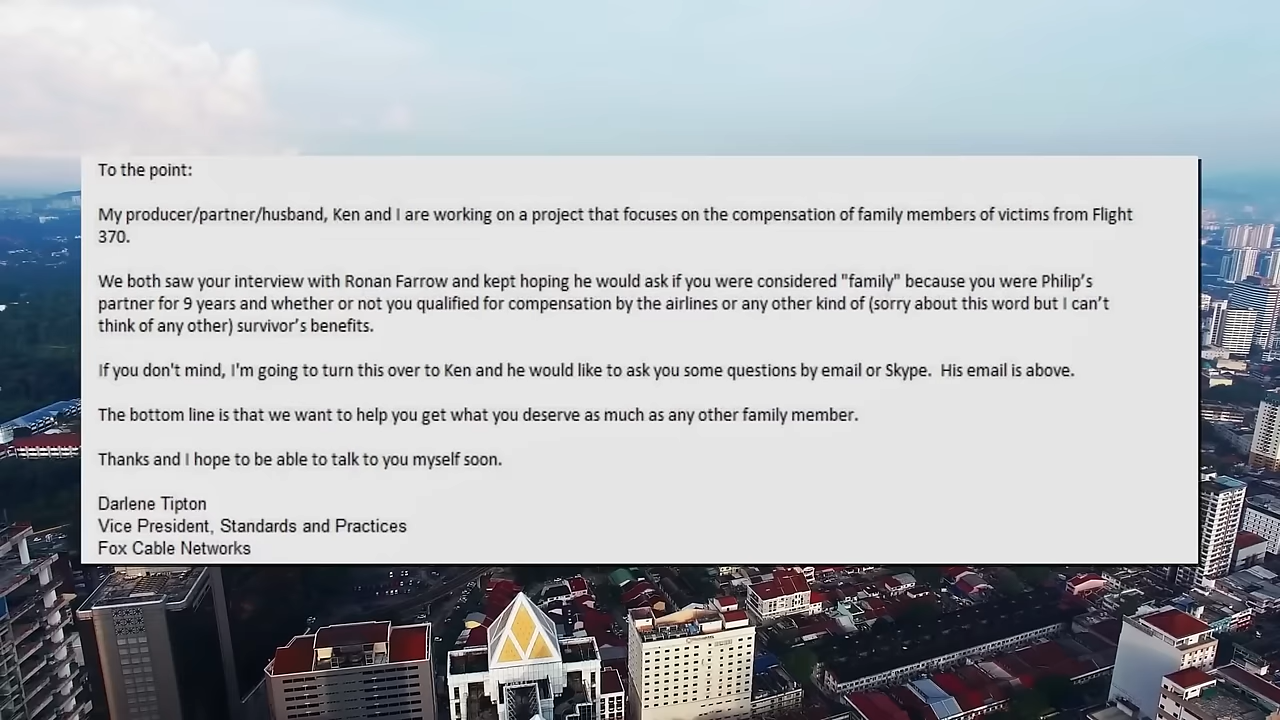 To the point:
My producer/partner/husband, Ken and I are working on a project that focuses on the compensation of family members of victims from Flight
370.
We both saw your interview with Ronan Farrow and kept hoping he would ask if you were considered "family" because you were Philip’s
partner for 9 years and whether or not you qualified for compensation by the airlines or any other kind of (sorry about this word but I can’t
think of any other) survivor’s benefits.
If you don't mind, I'm going to turn this over to Ken and he would like to ask you some questions by email or Skype.  His email is above.
The bottom line is that we want to help you get what you deserve as much as any other family member.
Thanks and I hope to be able to talk to you myself soon.
Darlene Tipton
Vice President, Standards and Practices
Fox Cable Networks